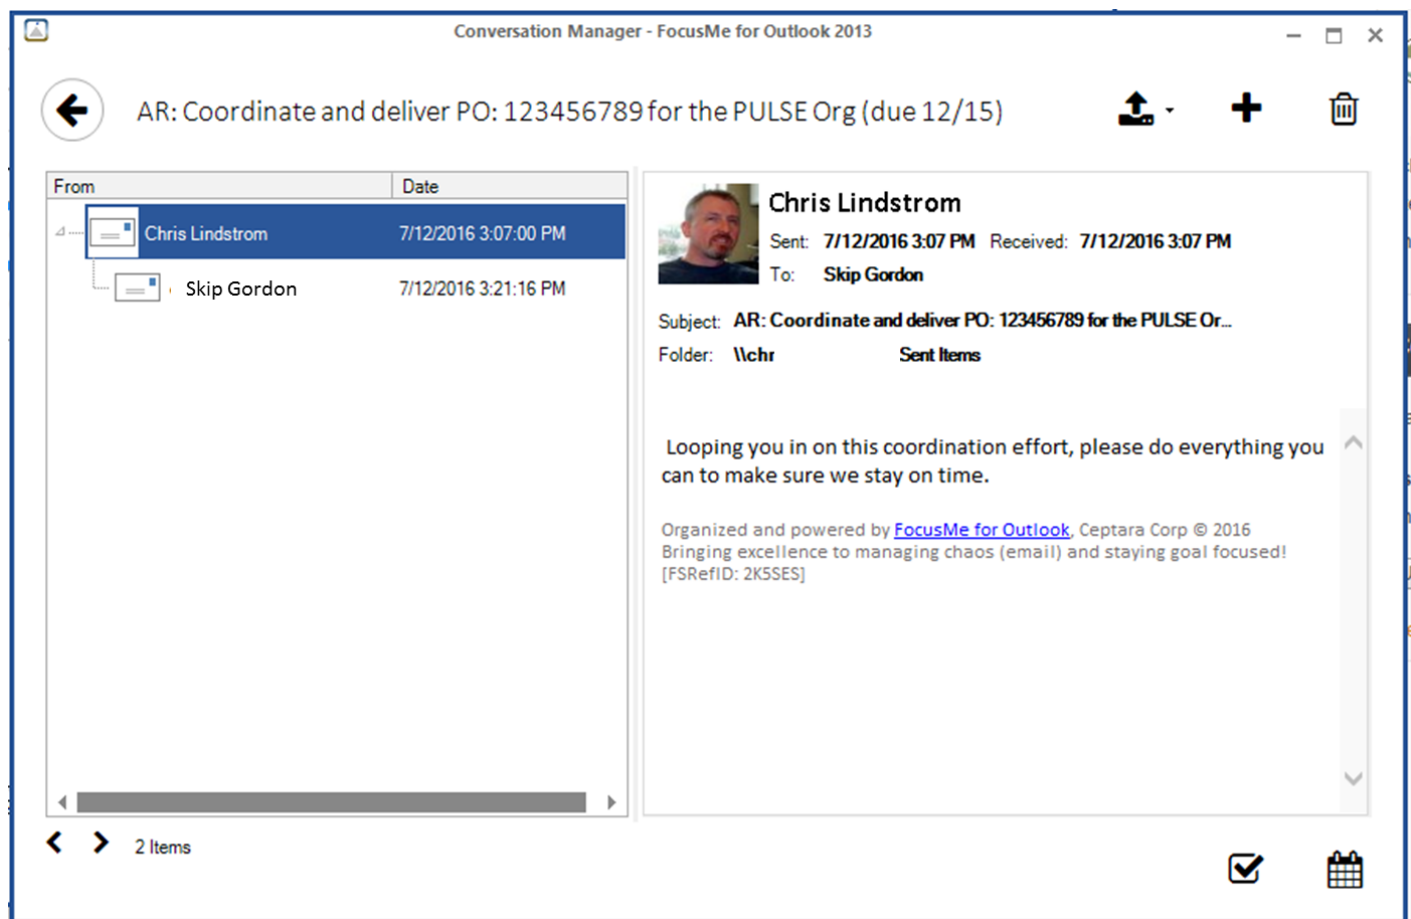 Conversation Manager - FocusMe for Outlook 2013
AR: Coordinate and deliver PO: 123456789 for the PULSE Org (due 12/15)
From Date
Chris Lindstrom 7/12/2016 3:07:00 PM
Skip Gordon 7/12/2016 3:21:16 PM
2 Items
Chris Lindstrom
Sent: 7/12/2016 3:07 PM Received: 7/12/2016 3:07 PM
To: Skip Gordon
Subject: AR: Coordinate and deliver PO: 123456789 for the PULSE Or...
Folder: \\chr Sent Items
Looping you in on this coordination effort, please do everything you
can to make sure we stay on time.
Organized and powered by FocusMe for Outlook, Ceptara Corp © 2016
Bringing excellence to managing chaos (email) and staying goal focused!
[FSRefID: 2K5SES]